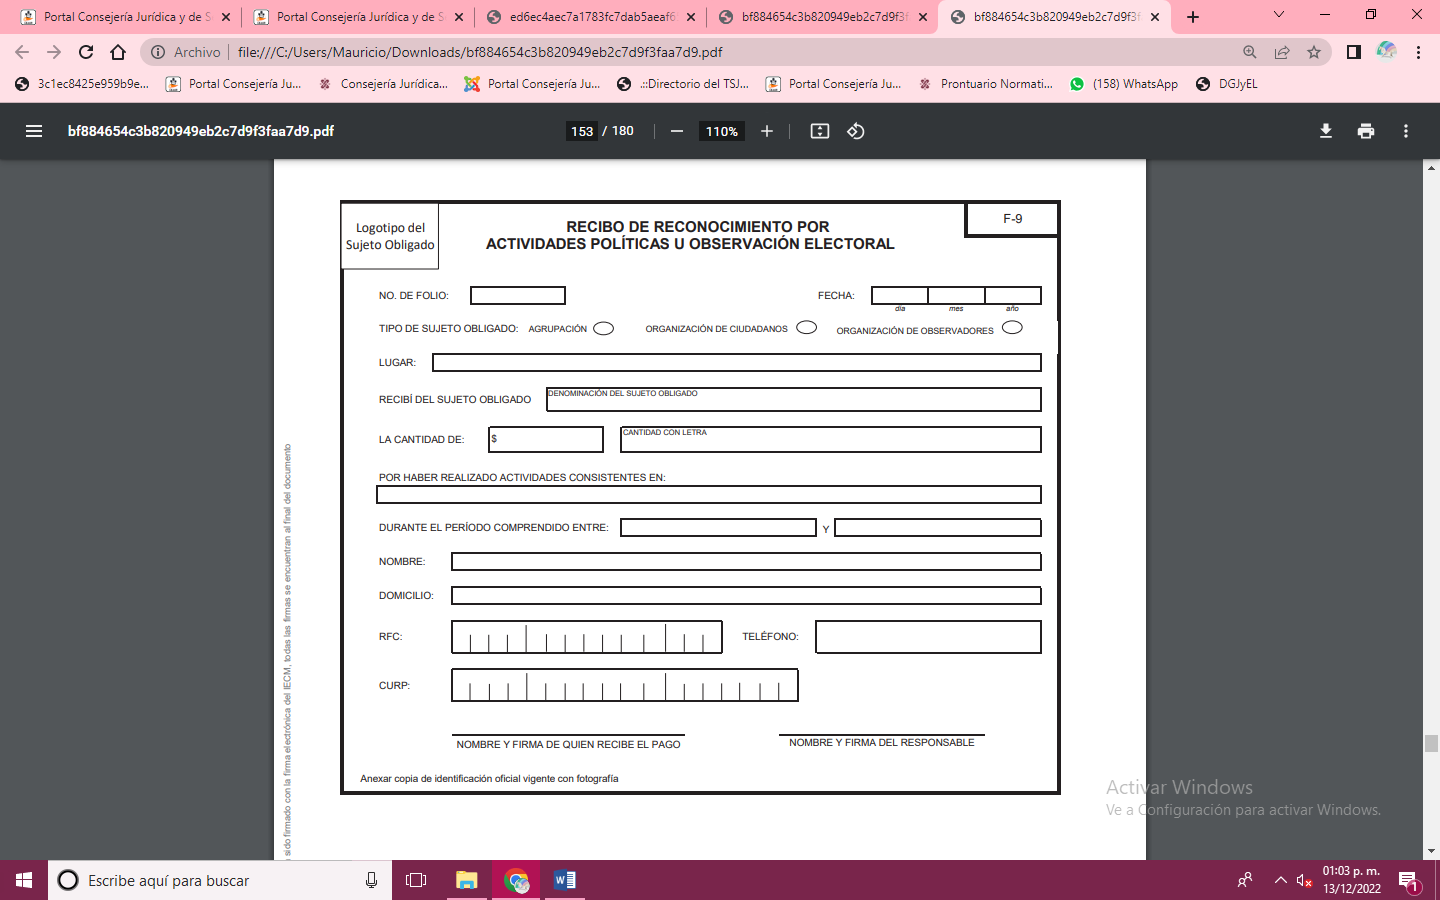 Portal Consejería Jurídica y de S
Portal Consejería Jurídica y de S
ed6ec4aec7a1783fc7dab5aeaf6
bf884654c3b820949eb2c7d9f3f
bf884654c3b820949eb2c7d9f3f
Archivo
file:///C:/Users/Mauricio/Downloads/bf884654c3b820949eb2c7d9f3faa7d9.pdf
3c1ec8425e959b9e...
Portal Consejería Ju...
Consejería Jurídica...
Portal Consejería Ju...
.::Directorio del TSJ...
Portal Consejería Ju...
Prontuario Normati...
(158) WhatsApp
DGJyEL
bf884654c3b820949eb2c7d9f3faa7d9.pdf
153 / 180
110%
Logotipo del
Sujeto Obligado
RECIBO DE RECONOCIMIENTO POR
ACTIVIDADES POLÍTICAS U OBSERVACIÓN ELECTORAL
F-9
NO. DE FOLIO:
FECHA:
día mes año
TIPO DE SUJETO OBLIGADO: AGRUPACIÓN ORGANIZACIÓN DE CIUDADANOS ORGANIZACIÓN DE OBSERVADORES
LUGAR:
RECIBÍ DEL SUJETO OBLIGADO
DENOMINACIÓN DEL SUJETO OBLIGADO
LA CANTIDAD DE: $
CANTIDAD CON LETRA
POR HABER REALIZADO ACTIVIDADES CONSISTENTES EN:
DURANTE EL PERÍODO COMPRENDIDO ENTRE: Y
NOMBRE:
DOMICILIO:
RFC:
TELÉFONO:
CURP:
NOMBRE Y FIRMA DE QUIEN RECIBE EL PAGO
NOMBRE Y FIRMA DEL RESPONSABLE
Anexar copia de identificación oficial vigente con fotografía
sido firmado con la firma electrónica del IECM, todas las firmas se encuentran al final del documento
Activar Windows
Ve a Configuración para activar Windows.
Escribe aquí para buscar
01:03 p. m.
13/12/2022
1